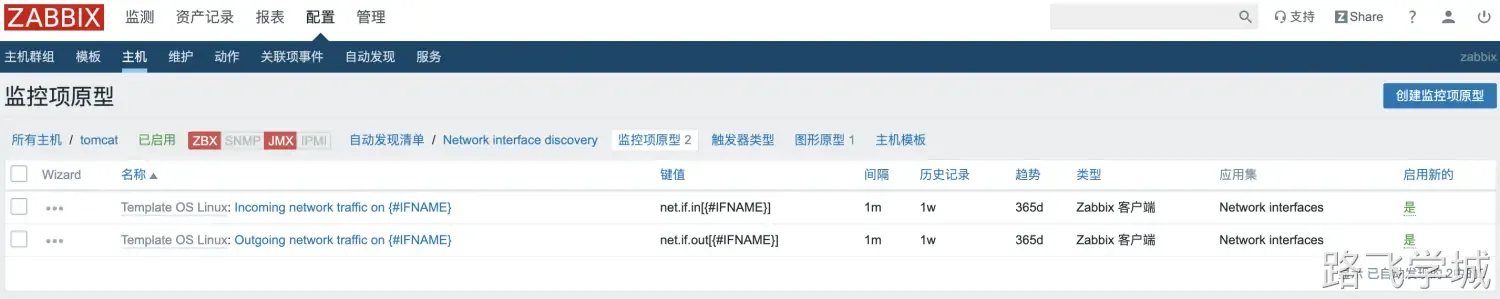 ZABBIX 监测 资产记录 报表 配置 管理 支持 Share ?
主机群组 模板 主机 维护 动作 关联项事件 自动发现 服务 zabbix
监控项原型 创建监控项原型
所有主机 / tomcat 已启用 ZBX SNMP JMX IPMI 自动发现清单 / Network interface discovery 监控项原型 2 触发器类型 图形原型 1 主机模板
Wizard 名称 键值 间隔 历史记录 趋势 类型 应用集 启用新的
Template OS Linux: Incoming network traffic on {#IFNAME} net.if.in[{#IFNAME}] 1m 1w 365d Zabbix 客户端 Network interfaces 是
Template OS Linux: Outgoing network traffic on {#IFNAME} net.if.out[{#IFNAME}] 1m 1w 365d Zabbix 客户端 Network interfaces 是
已自动发现的
路飞学城